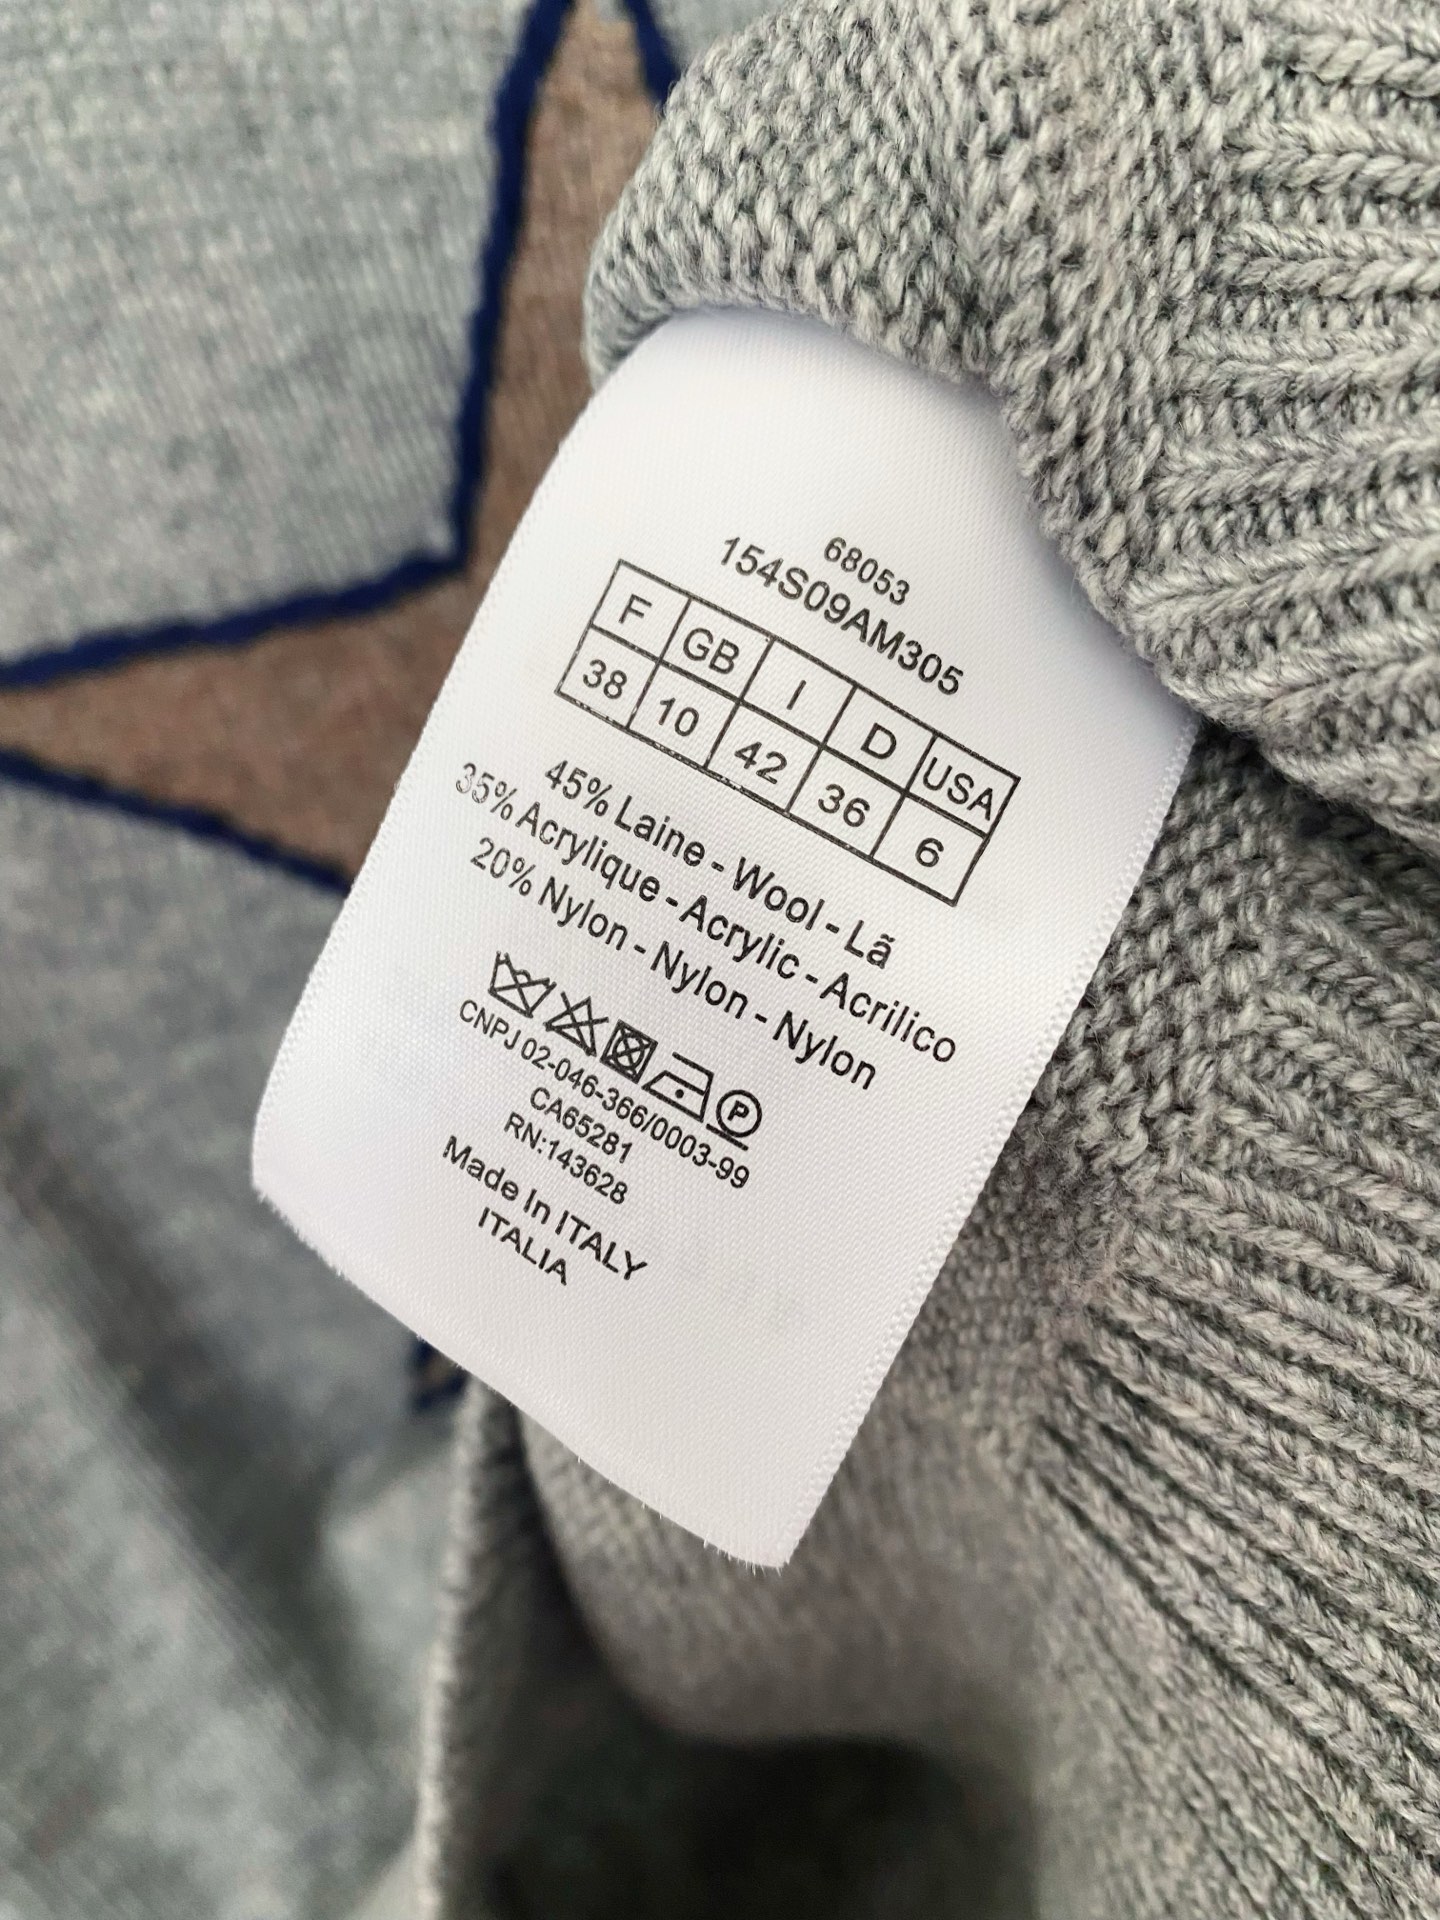 68053
154S09AM305
F GB I D USA
38 10 42 36 6
45% Laine - Wool - Lã
35% Acrylique - Acrylic - Acrilico
20% Nylon - Nylon - Nylon
P
CNPJ 02-046-366/0003-99
CA65281
RN:143628
Made In ITALY
ITALIA